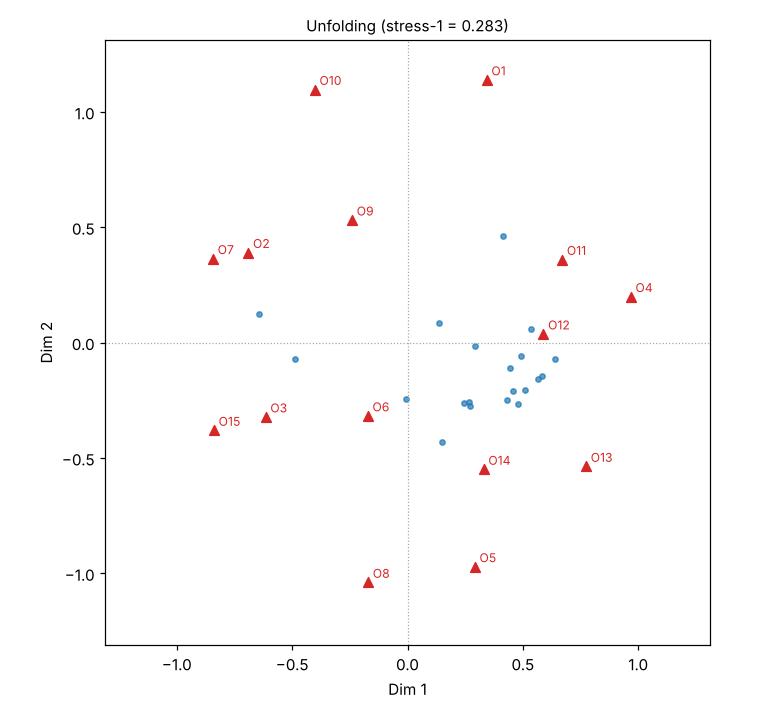 Unfolding (stress-1 = 0.283)
O10
O1
O9
O7
O2
O11
O4
O12
O6
O3
O15
O14
O13
O5
O8
1.0
0.5
0.0
−0.5
−1.0
Dim 2
−1.0
−0.5
0.0
0.5
1.0
Dim 1